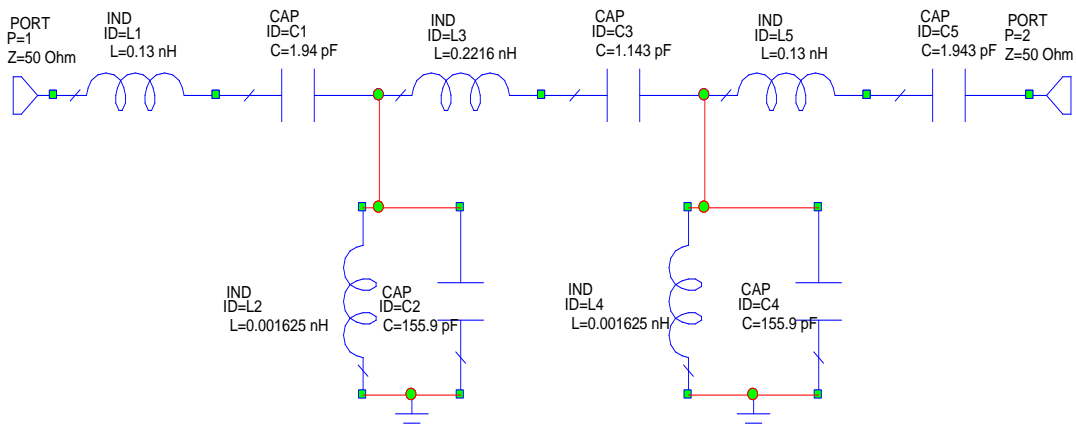 PORT
P=1
Z=50 Ohm
IND
ID=L1
L=0.13 nH
CAP
ID=C1
C=1.94 pF
IND
ID=L3
L=0.2216 nH
CAP
ID=C3
C=1.143 pF
IND
ID=L5
L=0.13 nH
CAP
ID=C5
C=1.943 pF
PORT
P=2
Z=50 Ohm
IND
ID=L2
L=0.001625 nH
CAP
ID=C2
C=155.9 pF
IND
ID=L4
L=0.001625 nH
CAP
ID=C4
C=155.9 pF